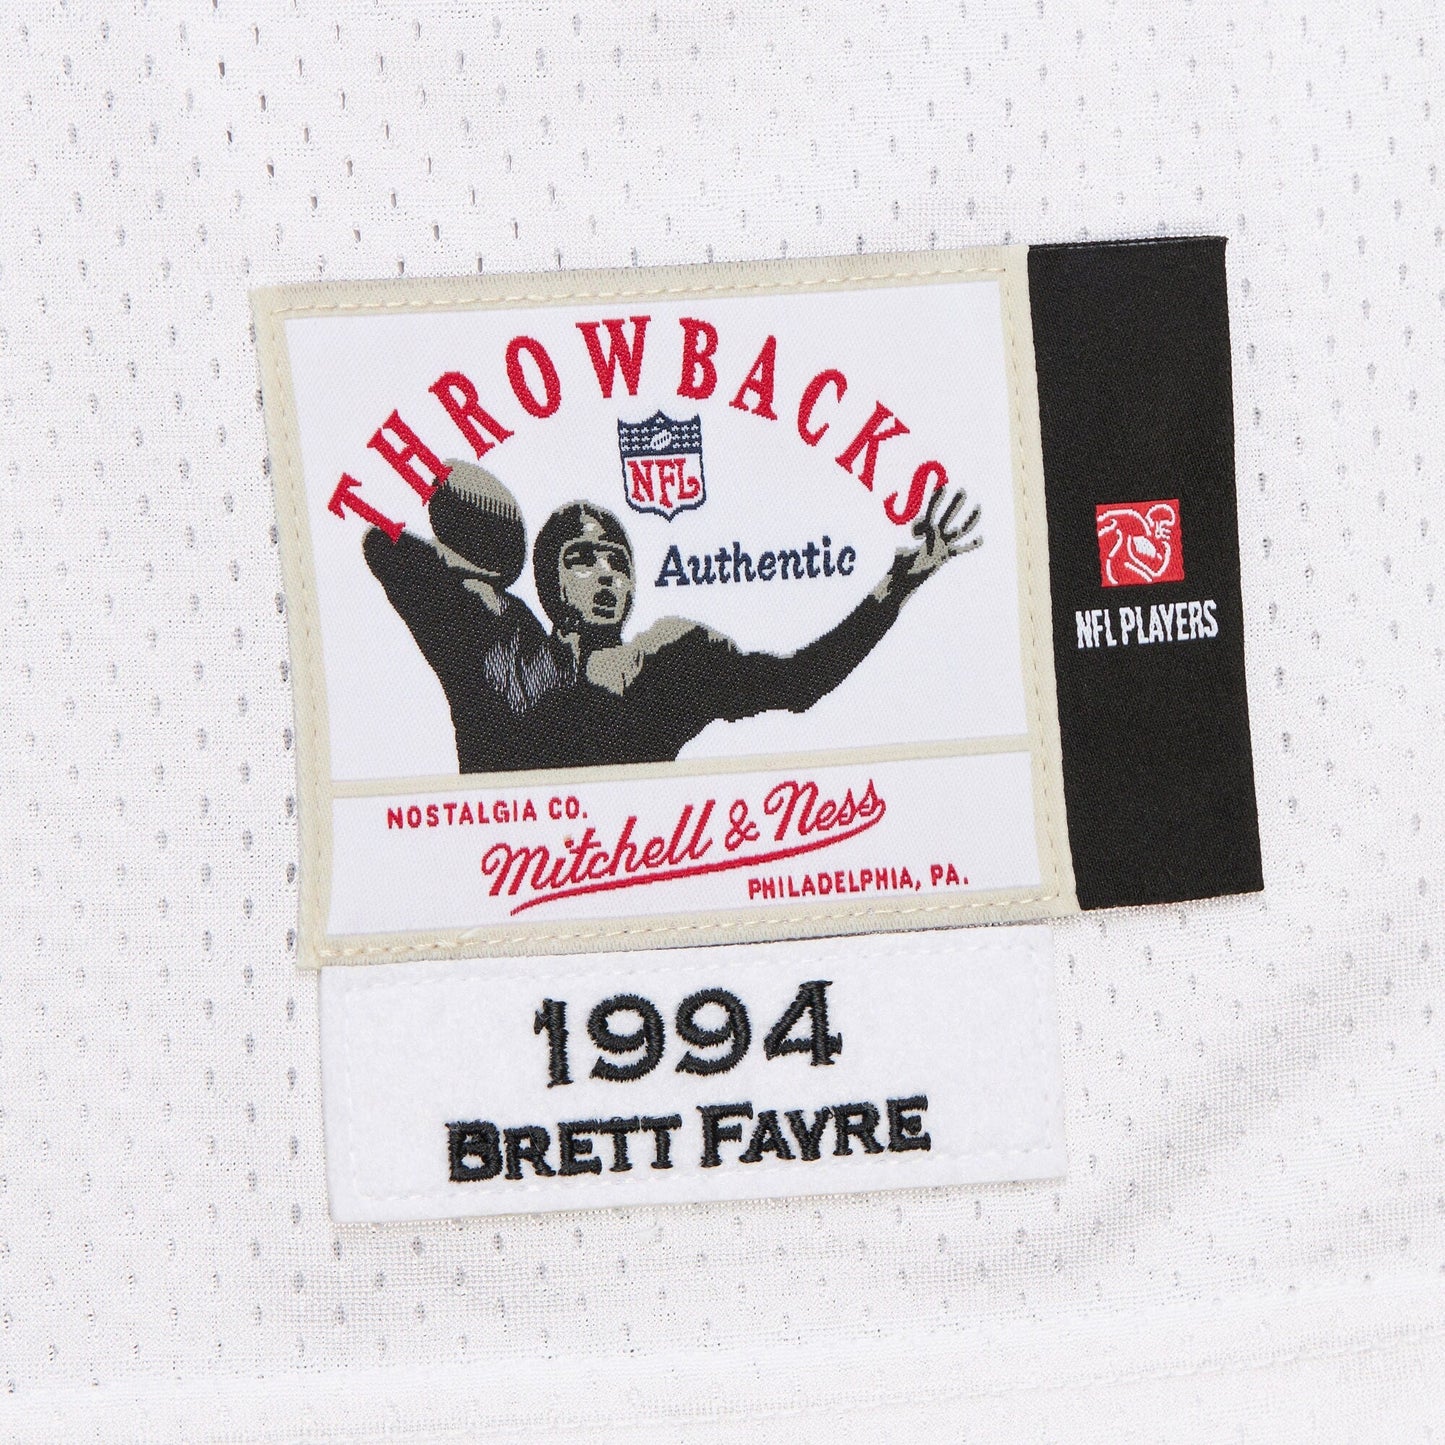 THROWBACKS
NFL
Authentic
NFL PLAYERS
NOSTALGIA CO.
Mitchell & Ness
PHILADELPHIA, PA.
1994
BRETT FAVRE